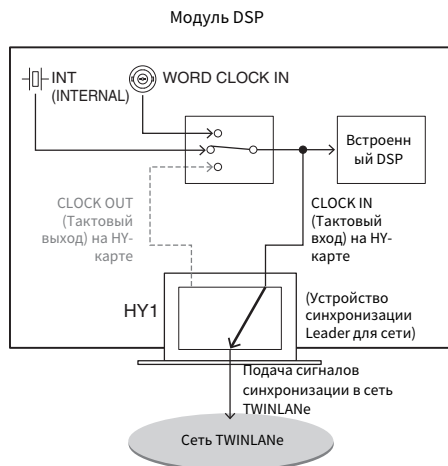 Модуль DSP
INT
(INTERNAL)
WORD CLOCK IN
Встроенн
ый DSP
CLOCK OUT
(Тактовый
выход) на HY-
карте
CLOCK IN
(Тактовый
вход) на HY-
карте
HY1
(Устройство
синхронизации
Leader для сети)
Подача сигналов
синхронизации в сеть
TWINLANe
Сеть TWINLANe